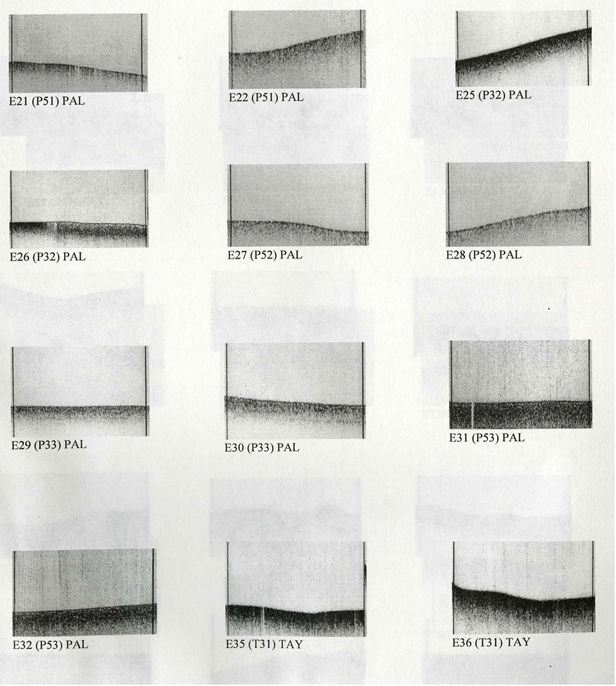 E21 (P51) PAL
E22 (P51) PAL
E25 (P32) PAL
E26 (P32) PAL
E27 (P52) PAL
E28 (P52) PAL
E29 (P33) PAL
E30 (P33) PAL
E31 (P53) PAL
E32 (P53) PAL
E35 (T31) TAY
E36 (T31) TAY